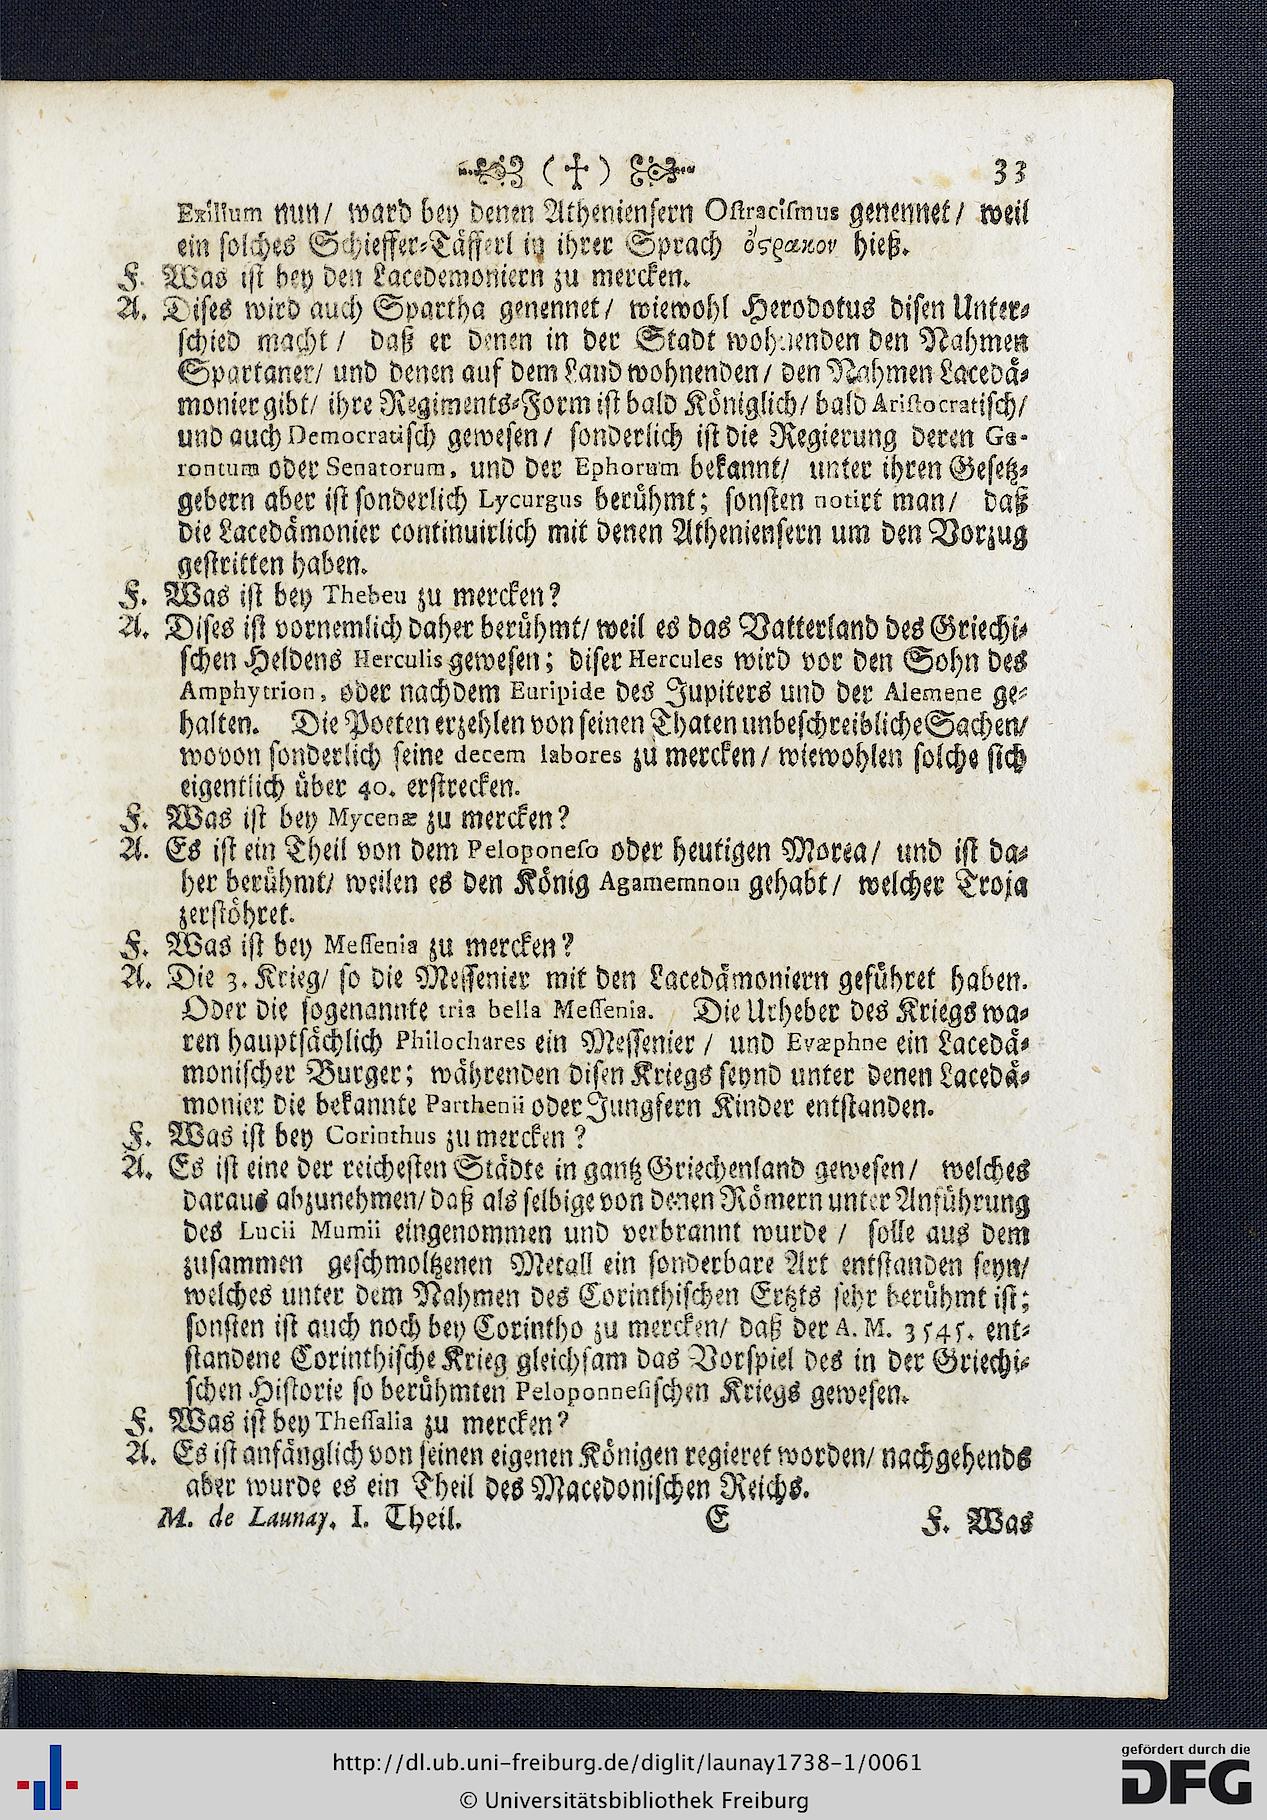 (†) 33
Exilium nun/ ward bey denen Atheniensern Ostracismus genennet/ weil
ein solches Schieffer-Täfferl in ihrer Sprach ὄςρακον hieß.
F. Was ist bey den Lacedemoniern zu mercken.
A. Dises wird auch Spartha genennet/ wiewohl Herodotus disen Unter-
schied macht/ daß er denen in der Stadt wohnenden den Nahmen
Spartaner/ und denen auf dem Land wohnenden/ den Nahmen Lacedä-
monier gibt/ ihre Regiments-Form ist bald Königlich/ bald Aristocratisch/
und auch Democratisch gewesen/ sonderlich ist die Regierung deren Ge-
rontum oder Senatorum, und der Ephorum bekannt/ unter ihren Gesetz-
gebern aber ist sonderlich Lycurgus berühmt; sonsten notirt man/ daß
die Lacedämonier continuirlich mit denen Atheniensern um den Vorzug
gestritten haben.
F. Was ist bey Theben zu mercken?
A. Dises ist vornemlich daher berühmt/ weil es das Vatterland des Griechi-
schen Heldens Herculis gewesen; diser Hercules wird vor den Sohn des
Amphytrion, oder nach dem Euripide des Jupiters und der Alemene ge-
halten. Die Poeten erzehlen von seinen Thaten unbeschreibliche Sachen/
wovon sonderlich seine decem labores zu mercken/ wiewohlen solche sich
eigentlich über 40. erstrecken.
F. Was ist bey Mycenæ zu mercken?
A. Es ist ein Theil von dem Peloponeso oder heutigen Morea/ und ist da-
her berühmt/ weilen es den König Agamemnon gehabt/ welcher Troja
zerstöhret.
F. Was ist bey Messenia zu mercken?
A. Die 3. Krieg/ so die Messenier mit den Lacedämoniern geführet haben.
Oder die sogenannte tria bella Messenia. Die Urheber des Kriegs wa-
ren hauptsächlich Philochares ein Messenier/ und Evæphne ein Lacedä-
monischer Burger; währenden disen Kriegs seynd unter denen Lacedä-
monier die bekannte Parthenii oder Jungfern Kinder entstanden.
F. Was ist bey Corinthus zu mercken?
A. Es ist eine der reichesten Städte in gantz Griechenland gewesen/ welches
daraus abzunehmen/ daß als selbige von denen Römern unter Anführung
des Lucii Mumii eingenommen und verbrannt wurde/ solle aus dem
zusammen geschmoltzenen Metall ein sonderbare Art entstanden seyn/
welches unter dem Nahmen des Corinthischen Ertzts sehr berühmt ist;
sonsten ist auch noch bey Corintho zu mercken/ daß der A. M. 3545. ent-
standene Corinthische Krieg gleichsam das Vorspiel des in der Griechi-
schen Historie so berühmten Peloponnesischen Kriegs gewesen.
F. Was ist bey Thessalia zu mercken?
A. Es ist anfänglich von seinen eigenen Königen regieret worden/ nachgehends
aber wurde es ein Theil des Macedonischen Reichs.
M. de Launay. I. Theil. E F. Was
http://dl.ub.uni-freiburg.de/diglit/launay1738-1/0061
© Universitätsbibliothek Freiburg
gefördert durch die
DFG